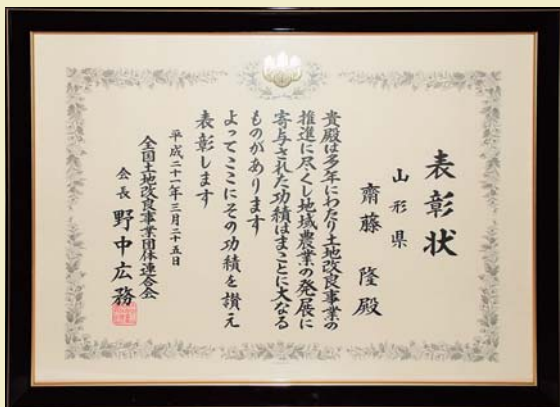 表彰状
山形県
齋藤 隆殿
貴殿は多年にわたり土地改良事業の
推進に尽くし地域農業の発展に
寄与された功績はまことに大なる
ものがあります
よってここにその功績を讃え
表彰します
平成二十一年三月二十五日
全国土地改良事業団体連合会
会長 野中広務